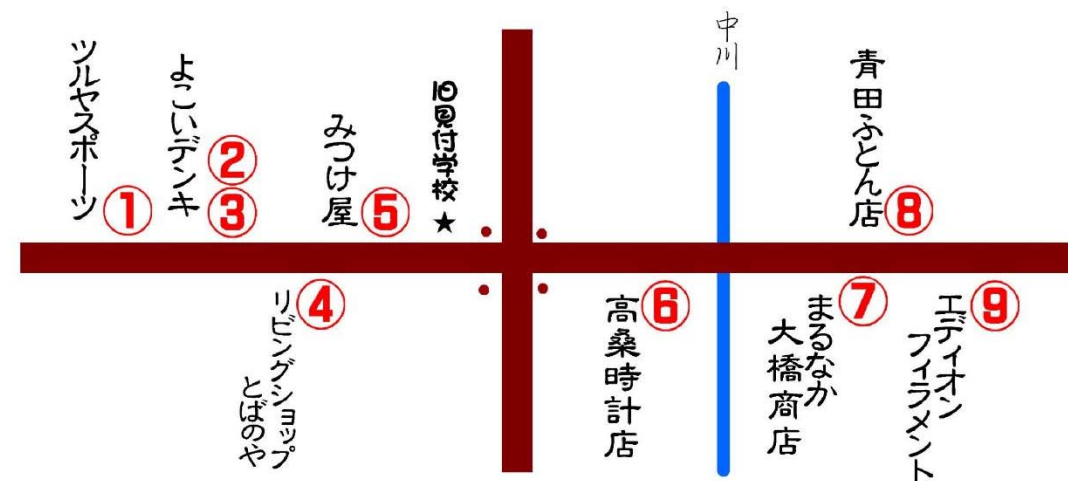 ツルヤスポーツ
①
よこいデンキ
②
③
みつけ屋
⑤
旧見付学校
★
中川
青田ふとん店
⑧
④
リビングショップ
とばのや
⑥
高桑時計店
⑦
まるなか
大橋商店
⑨
エディオン
フィラメント